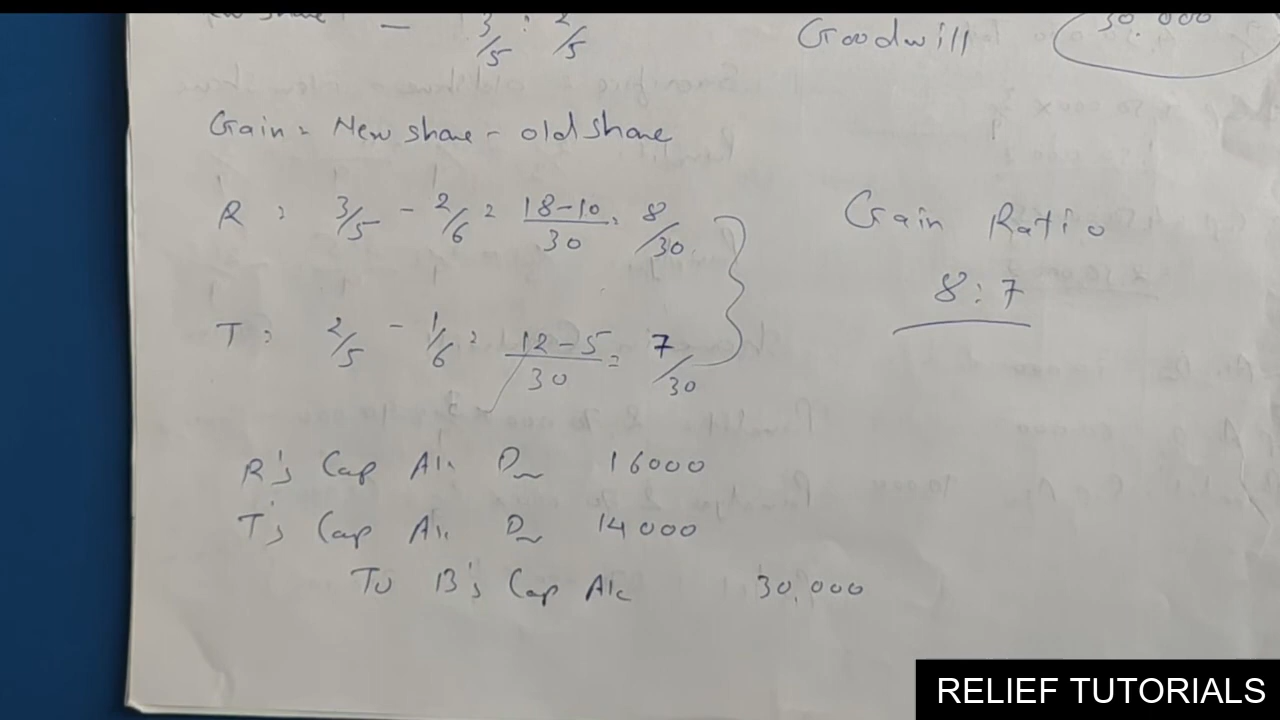 share – 3/5 : 2/5
Goodwill 30,000
Gain = New share – old share
R = 3/5 – 2/6 = 18–10/30 = 8/30
Gain Ratio
8:7
T = 2/5 – 1/6 = 12–5/30 = 7/30
R's Cap A/c Dr 16000
T's Cap A/c Dr 14000
To B's Cap A/c 30,000
RELIEF TUTORIALS